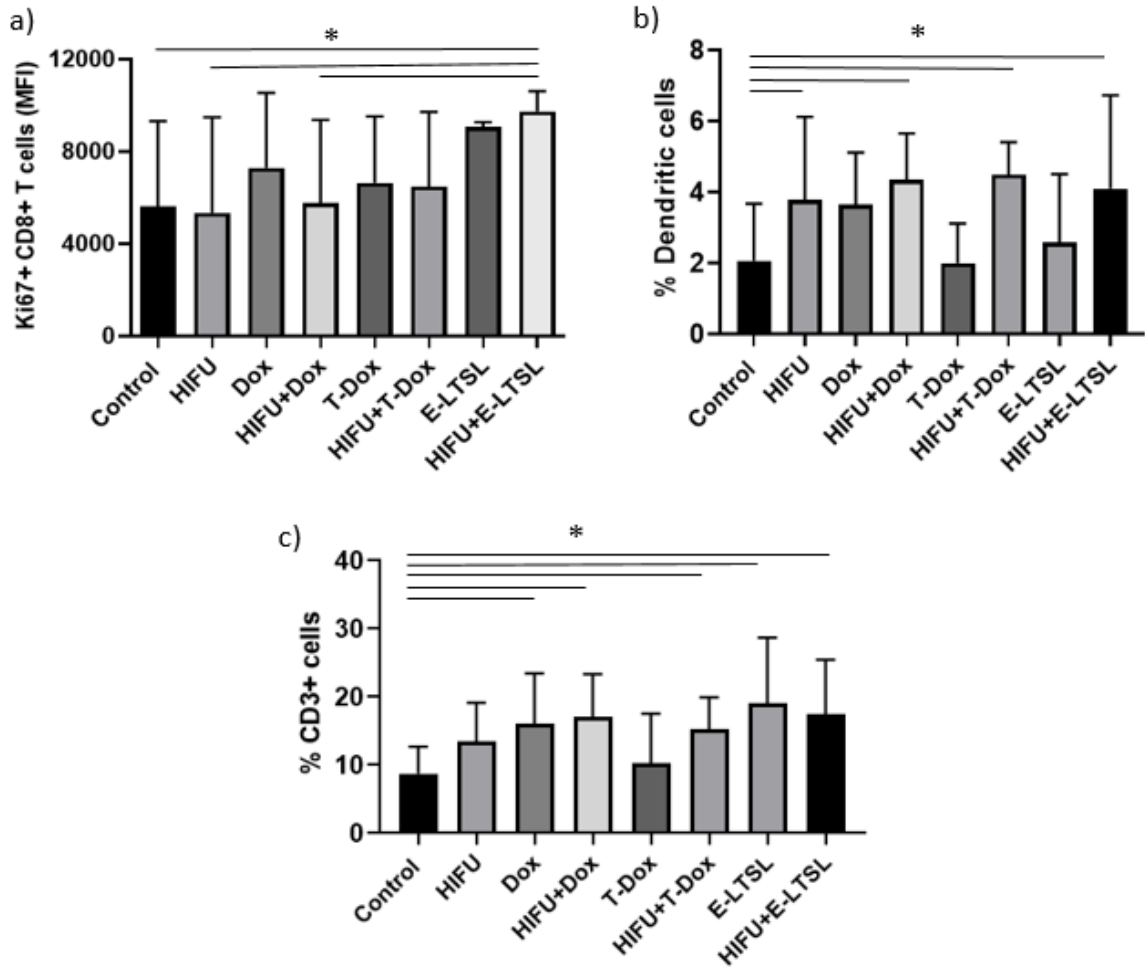 a)
*
Ki67+ CD8+ T cells (MFI)
12000
8000
4000
0
Control
HIFU
Dox
HIFU+Dox
T-Dox
HIFU+T-Dox
E-LTSL
HIFU+E-LTSL
b)
*
% Dendritic cells
8
6
4
2
0
Control
HIFU
Dox
HIFU+Dox
T-Dox
HIFU+T-Dox
E-LTSL
HIFU+E-LTSL
c)
*
% CD3+ cells
40
30
20
10
0
Control
HIFU
Dox
HIFU+Dox
T-Dox
HIFU+T-Dox
E-LTSL
HIFU+E-LTSL